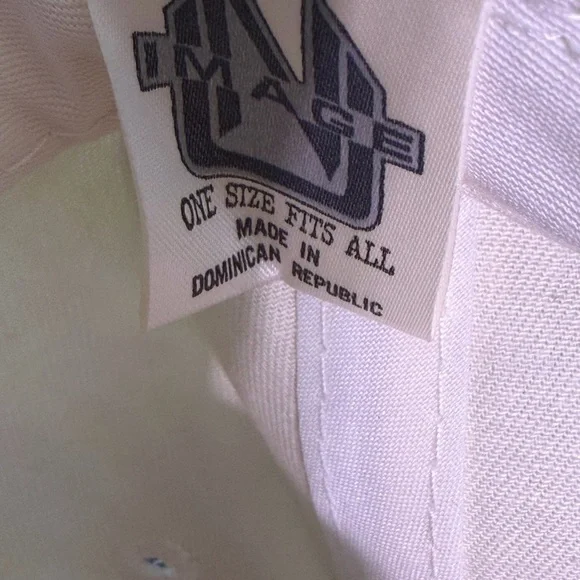 IMAGE
ONE SIZE FITS ALL
MADE IN
DOMINICAN REPUBLIC